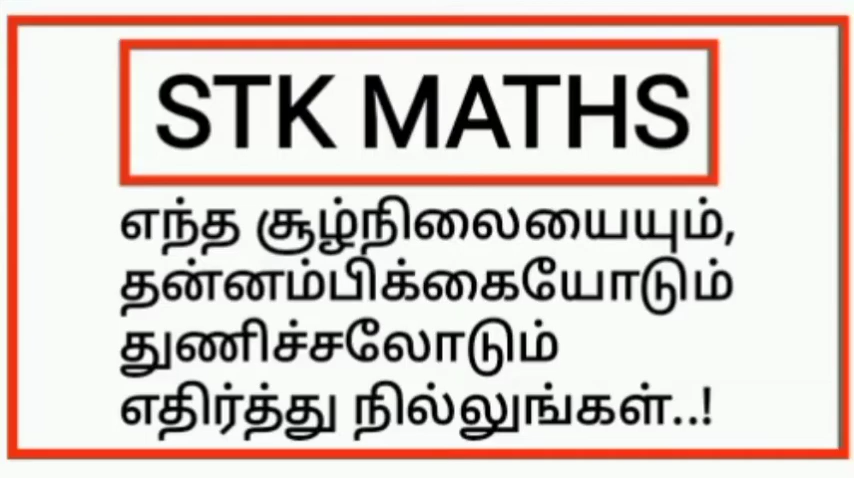 STK MATHS
எந்த சூழ்நிலையையும்,
தன்னம்பிக்கையோடும்
துணிச்சலோடும்
எதிர்த்து நில்லுங்கள்..!